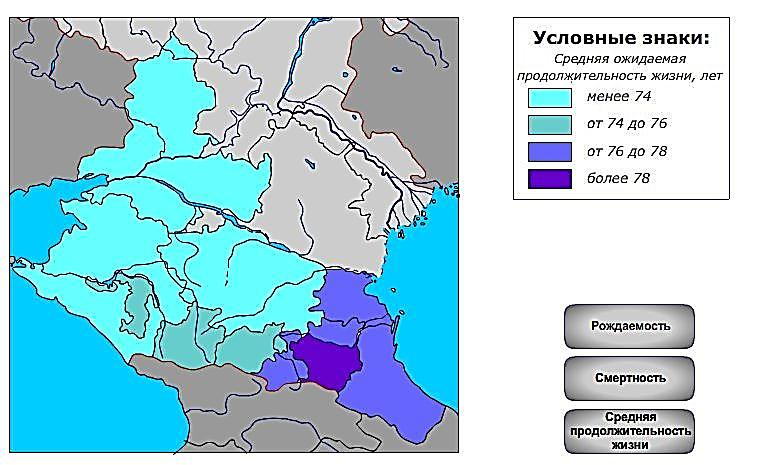 Условные знаки:
Средняя ожидаемая
продолжительность жизни, лет
менее 74
от 74 до 76
от 76 до 78
более 78
Рождаемость
Смертность
Средняя
продолжительность
жизни